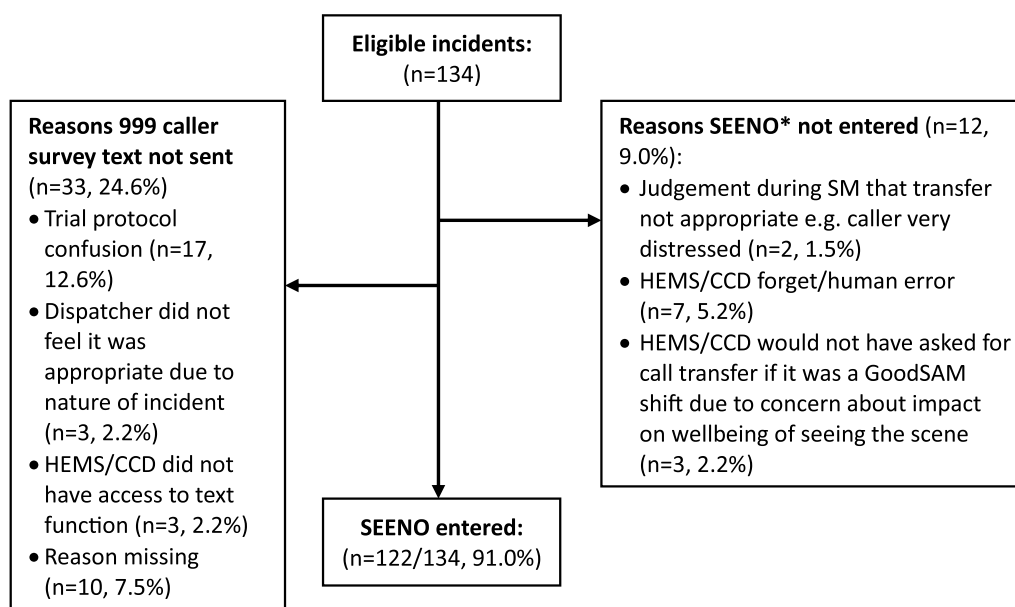 Eligible incidents:
(n=134)
Reasons 999 caller
survey text not sent
(n=33, 24.6%)
• Trial protocol
confusion (n=17,
12.6%)
• Dispatcher did not
feel it was
appropriate due to
nature of incident
(n=3, 2.2%)
• HEMS/CCD did not
have access to text
function (n=3, 2.2%)
• Reason missing
(n=10, 7.5%)
Reasons SEENO* not entered (n=12,
9.0%):
• Judgement during SM that transfer
not appropriate e.g. caller very
distressed (n=2, 1.5%)
• HEMS/CCD forget/human error
(n=7, 5.2%)
• HEMS/CCD would not have asked for
call transfer if it was a GoodSAM
shift due to concern about impact
on wellbeing of seeing the scene
(n=3, 2.2%)
SEENO entered:
(n=122/134, 91.0%)